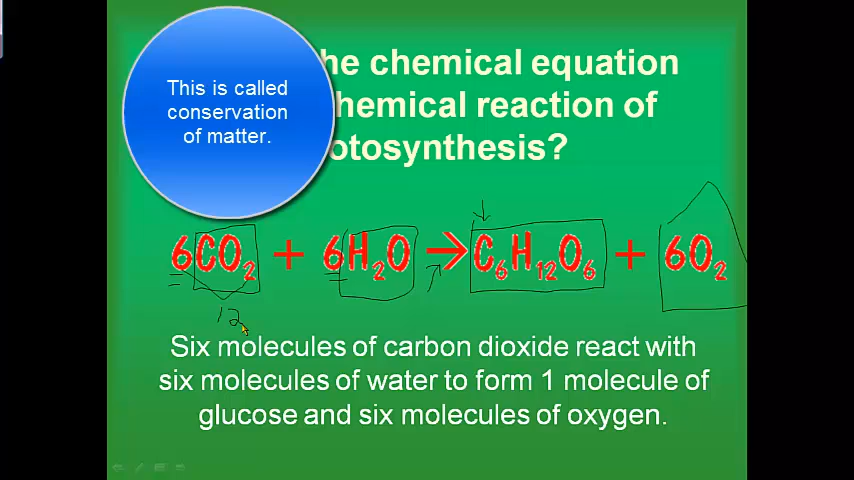 This is called
conservation
of matter.
he chemical equation
hemical reaction of
otosynthesis?
6CO₂ + 6H₂O → C₆H₁₂O₆ + 6O₂
12
Six molecules of carbon dioxide react with
six molecules of water to form 1 molecule of
glucose and six molecules of oxygen.